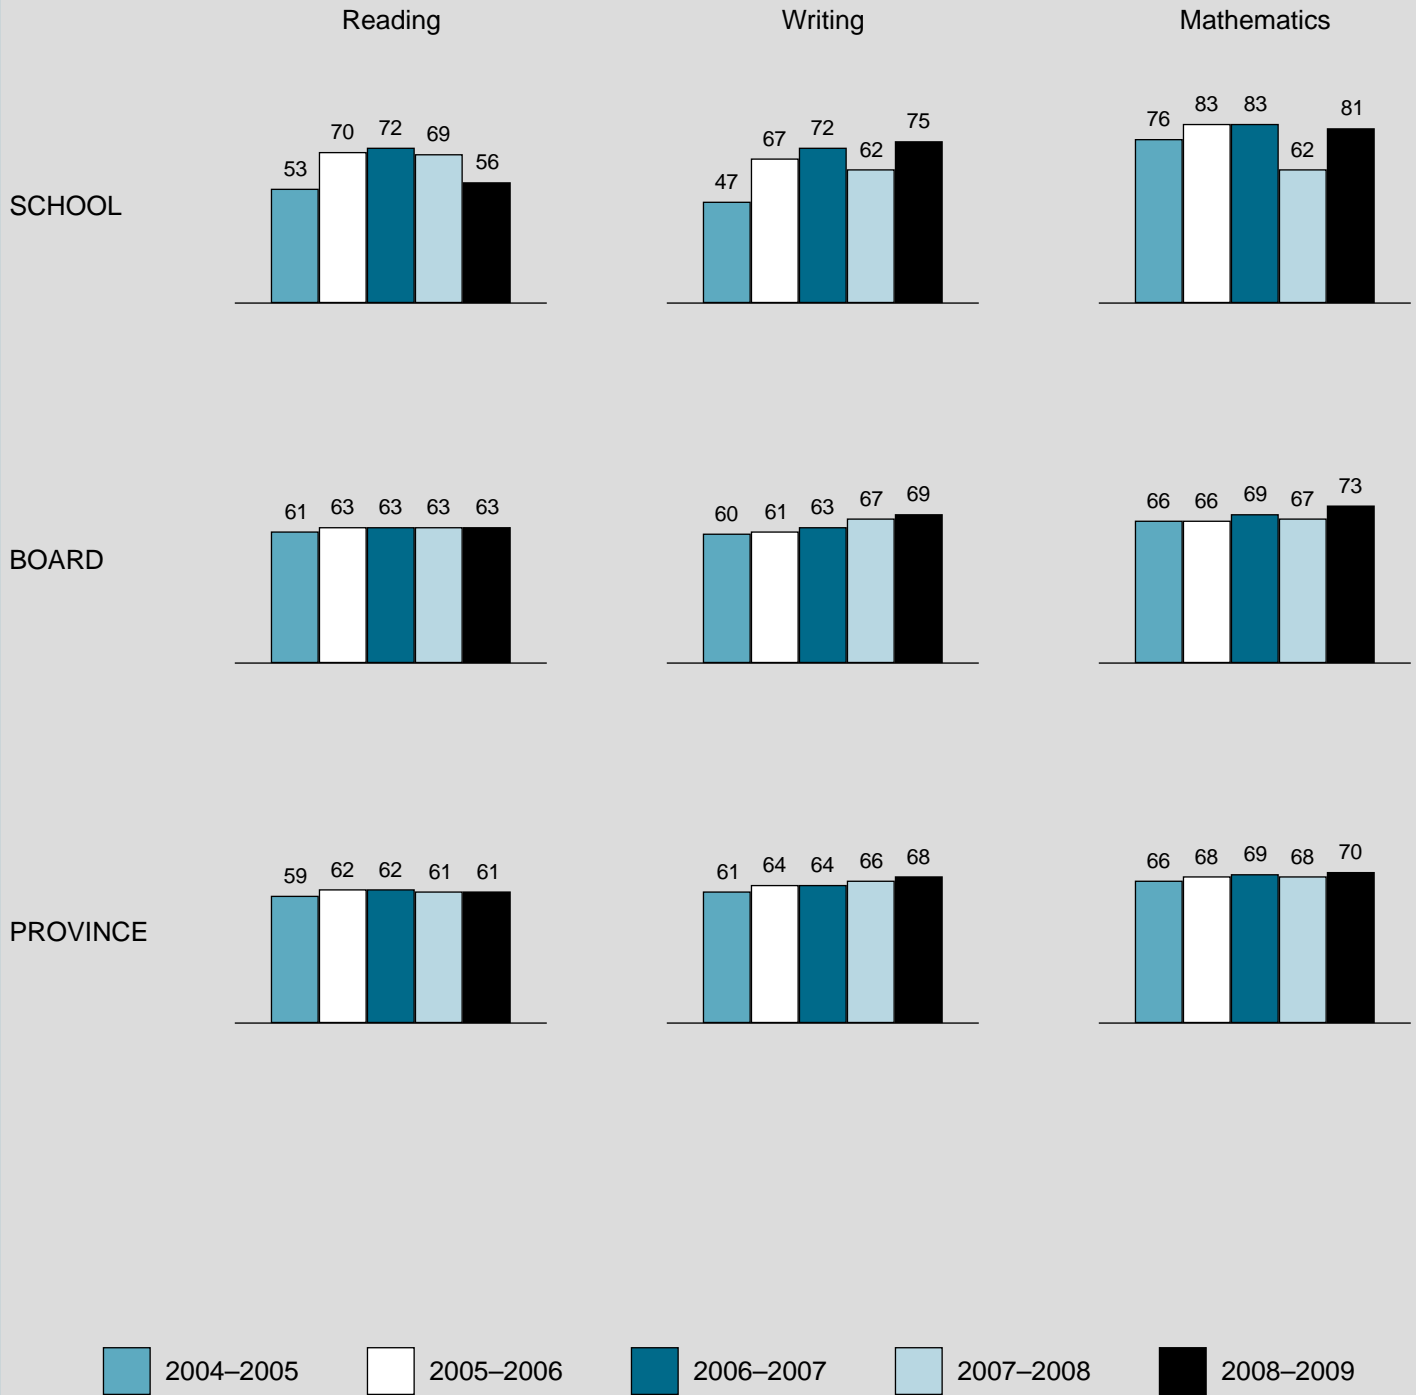 Reading Writing Mathematics
SCHOOL
53 70 72 69 56
47 67 72 62 75
76 83 83 62 81
BOARD
61 63 63 63 63
60 61 63 67 69
66 66 69 67 73
PROVINCE
59 62 62 61 61
61 64 64 66 68
66 68 69 68 70
2004–2005 2005–2006 2006–2007 2007–2008 2008–2009